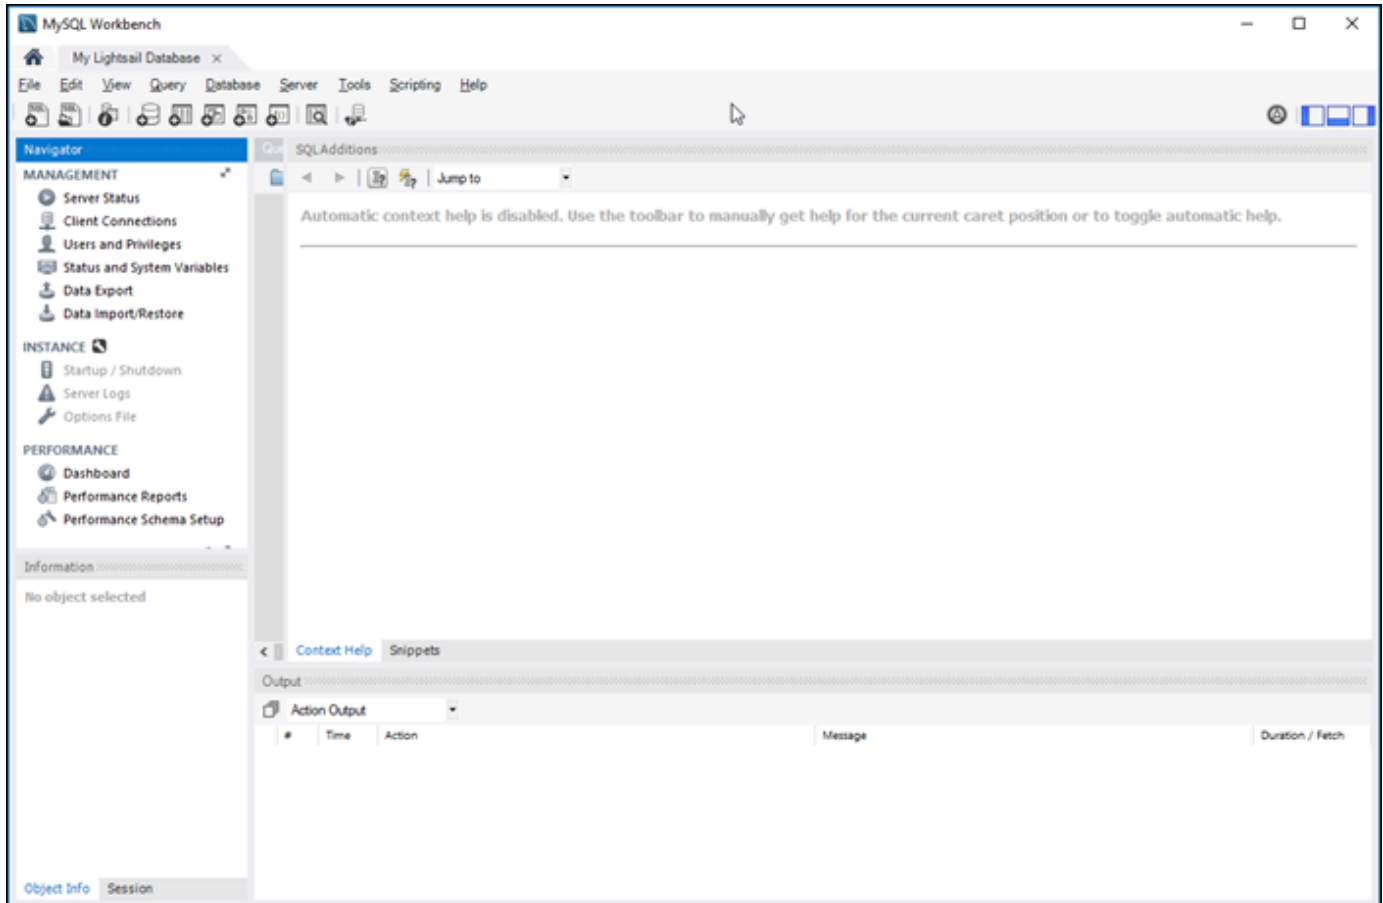 MySQL Workbench
My Lightsail Database ×
File Edit View Query Database Server Tools Scripting Help
Navigator
MANAGEMENT
Server Status
Client Connections
Users and Privileges
Status and System Variables
Data Export
Data Import/Restore
INSTANCE
Startup / Shutdown
Server Logs
Options File
PERFORMANCE
Dashboard
Performance Reports
Performance Schema Setup
Information
No object selected
Object Info Session
SQLAdditions
Jump to
Automatic context help is disabled. Use the toolbar to manually get help for the current caret position or to toggle automatic help.
Context Help Snippets
Output
Action Output
# Time Action Message Duration / Fetch